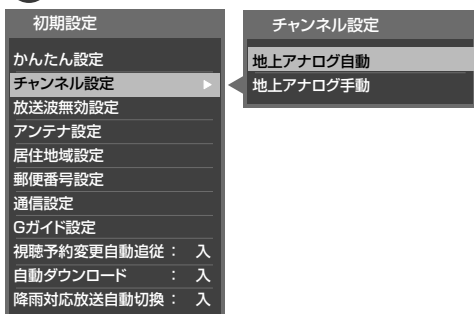 初期設定
かんたん設定
チャンネル設定
放送波無効設定
アンテナ設定
居住地域設定
郵便番号設定
通信設定
Gガイド設定
視聴予約変更自動追従： 入
自動ダウンロード ： 入
降雨対応放送自動切換： 入
チャンネル設定
地上アナログ自動
地上アナログ手動